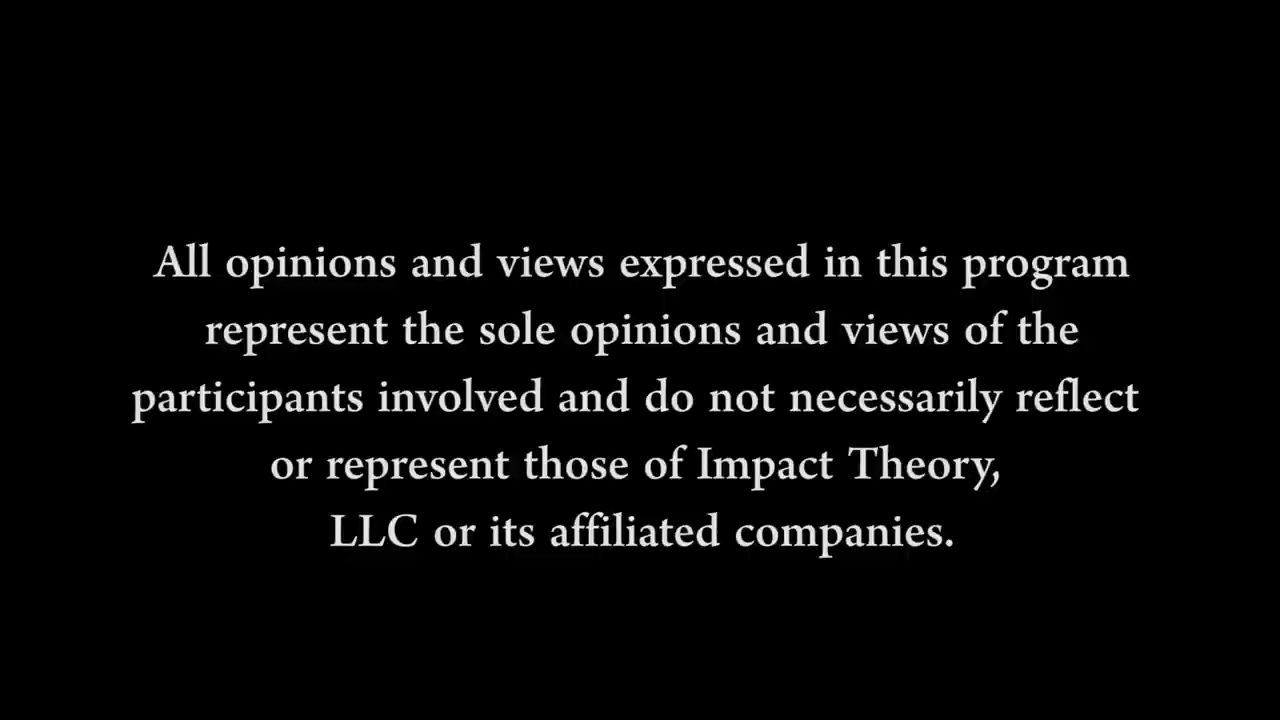 All opinions and views expressed in this program
represent the sole opinions and views of the
participants involved and do not necessarily reflect
or represent those of Impact Theory,
LLC or its affiliated companies.